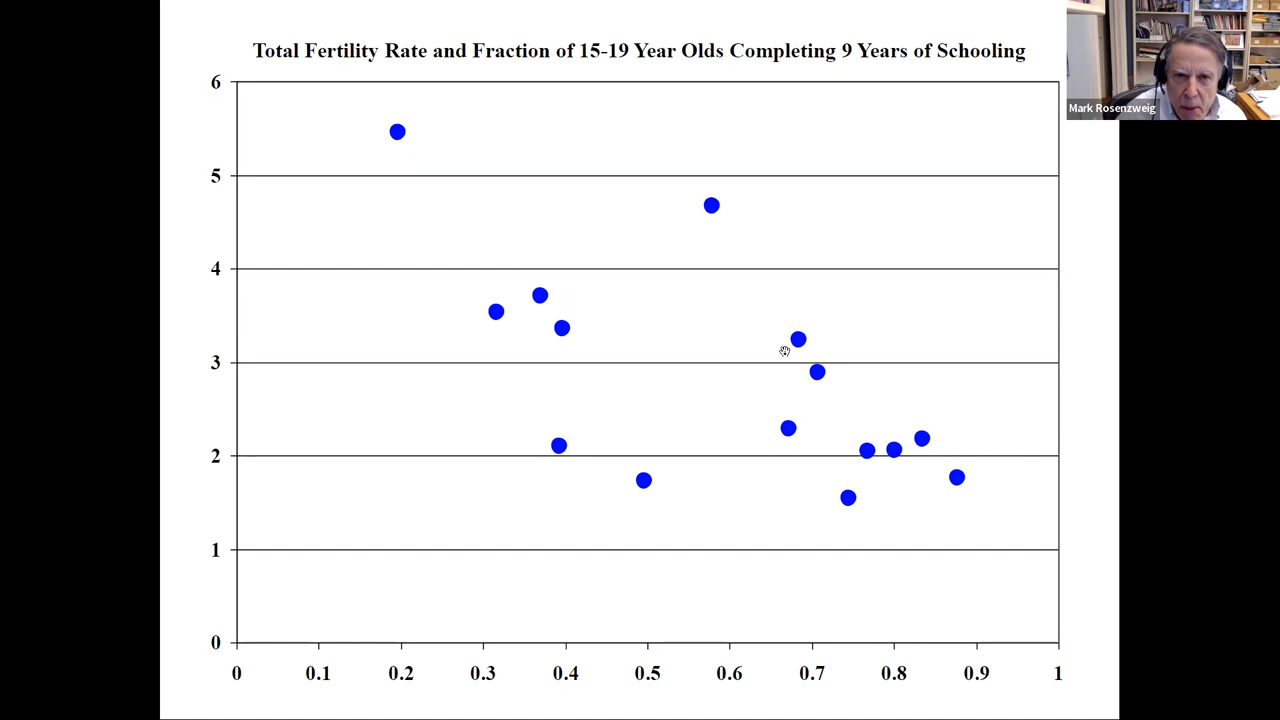 Total Fertility Rate and Fraction of 15-19 Year Olds Completing 9 Years of Schooling
Mark Rosenzweig
6
5
4
3
2
1
0
0 0.1 0.2 0.3 0.4 0.5 0.6 0.7 0.8 0.9 1